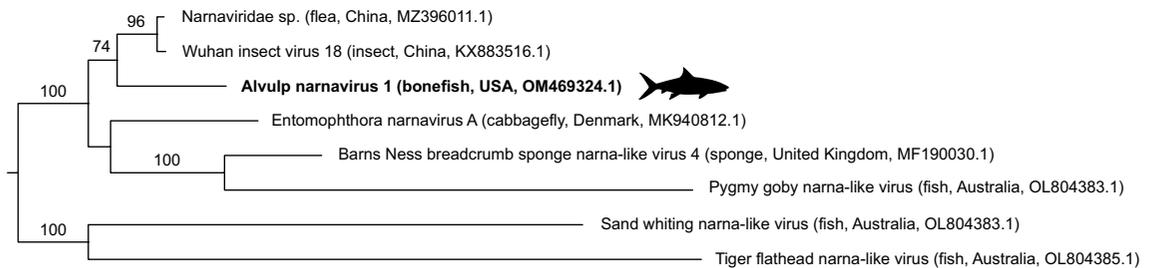 96
Narnaviridae sp. (flea, China, MZ396011.1)
74
Wuhan insect virus 18 (insect, China, KX883516.1)
Alvulp narnavirus 1 (bonefish, USA, OM469324.1)
100
Entomophthora narnavirus A (cabbagefly, Denmark, MK940812.1)
100
Barns Ness breadcrumb sponge narna-like virus 4 (sponge, United Kingdom, MF190030.1)
Pygmy goby narna-like virus (fish, Australia, OL804383.1)
100
Sand whiting narna-like virus (fish, Australia, OL804383.1)
Tiger flathead narna-like virus (fish, Australia, OL804385.1)